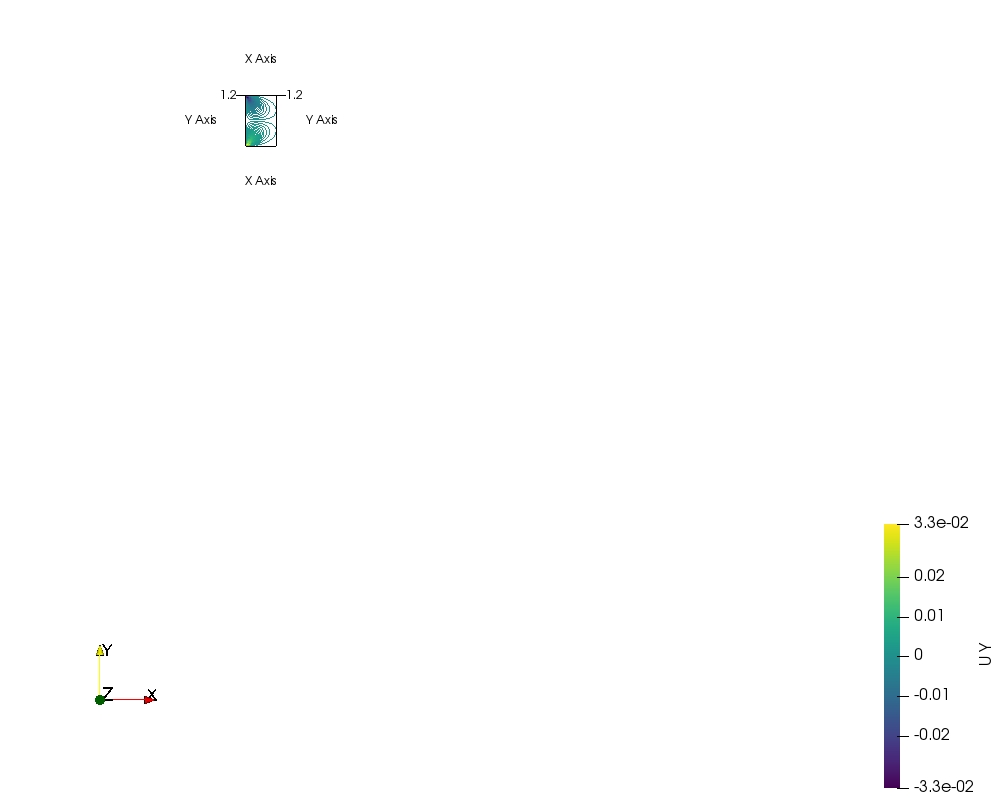 X Axis
1.2
1.2
Y Axis
Y Axis
X Axis
3.3e-02
0.02
0.01
0
-0.01
-0.02
-3.3e-02
U Y
Y
Z
X